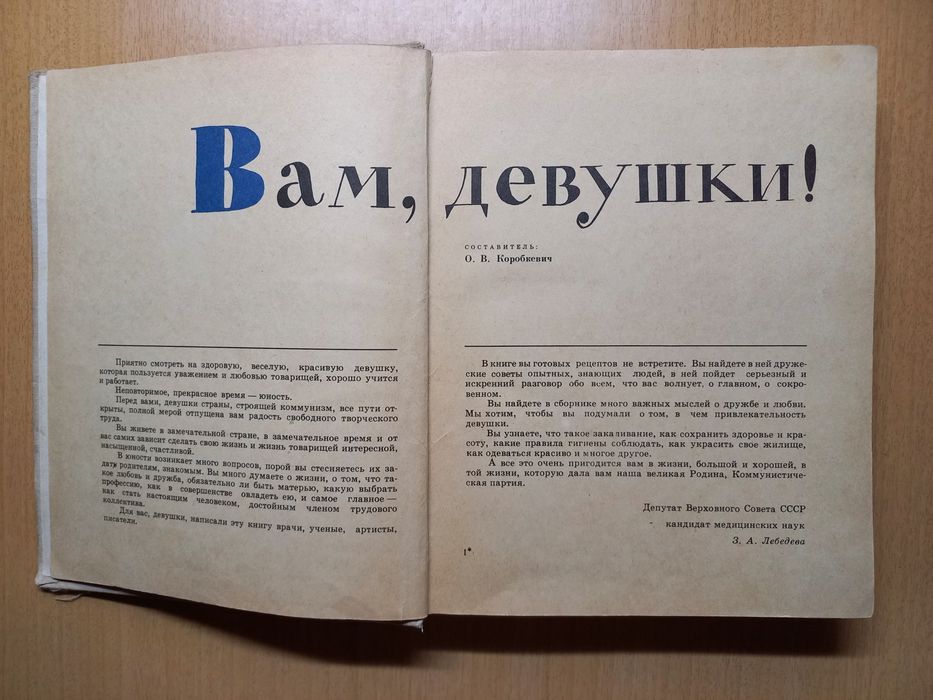 Вам, девушки!
СОСТАВИТЕЛЬ:
О. В. Коробкевич
Приятно смотреть на здоровую, веселую, красивую девушку,
которая пользуется уважением и любовью товарищей, хорошо учится
и работает.
Неповторимое, прекрасное время — юность.
Перед вами, девушки страны, строящей коммунизм, все пути от-
крыты, полной мерой отпущена вам радость свободного творческого
труда.
Вы живете в замечательной стране, в замечательное время и от
вас самих зависит сделать свою жизнь и жизнь товарищей интересной,
насыщенной, счастливой.
В юности возникает много вопросов, порой вы стесняетесь их за-
дать родителям, знакомым. Вы много думаете о жизни, о том, что та-
кое любовь и дружба, обязательно ли быть матерью, какую выбрать
профессию, как в совершенстве овладеть ею, и самое главное —
как стать настоящим человеком, достойным членом трудового
коллектива.
Для вас, девушки, написали эту книгу врачи, ученые, артисты,
писатели.
В книге вы готовых рецептов не встретите. Вы найдете в ней друже-
ские советы опытных, знающих людей, в ней пойдет серьезный и
искренний разговор обо всем, что вас волнует, о главном, о сокро-
венном.
Вы найдете в сборнике много важных мыслей о дружбе и любви.
Мы хотим, чтобы вы подумали о том, в чем привлекательность
девушки.
Вы узнаете, что такое закаливание, как сохранить здоровье и кра-
соту, какие правила гигиены соблюдать, как украсить свое жилище,
как одеваться красиво и многое другое.
А все это очень пригодится вам в жизни, большой и хорошей, в
той жизни, которую дала вам наша великая Родина, Коммунистиче-
ская партия.
Депутат Верховного Совета СССР
кандидат медицинских наук
З. А. Лебедева
1*